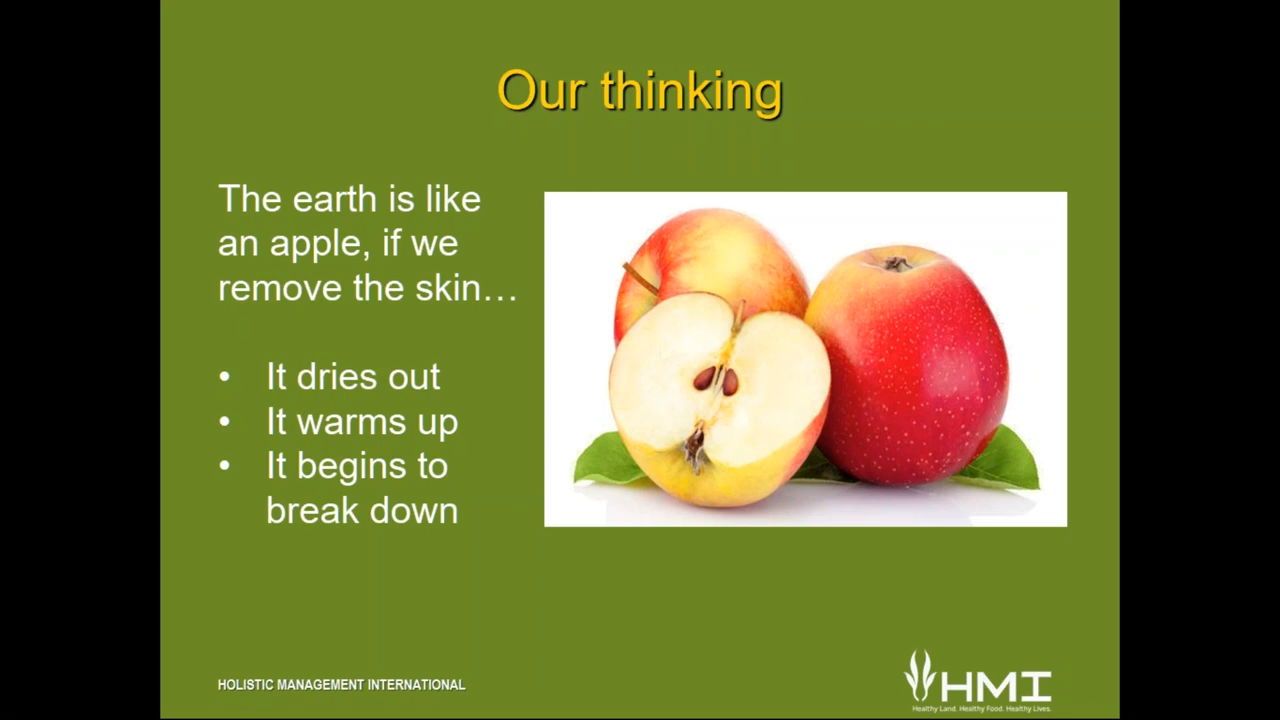 Our thinking
The earth is like
an apple, if we
remove the skin…
• It dries out
• It warms up
• It begins to
break down
HOLISTIC MANAGEMENT INTERNATIONAL
HMI
Healthy Land. Healthy Food. Healthy Lives.